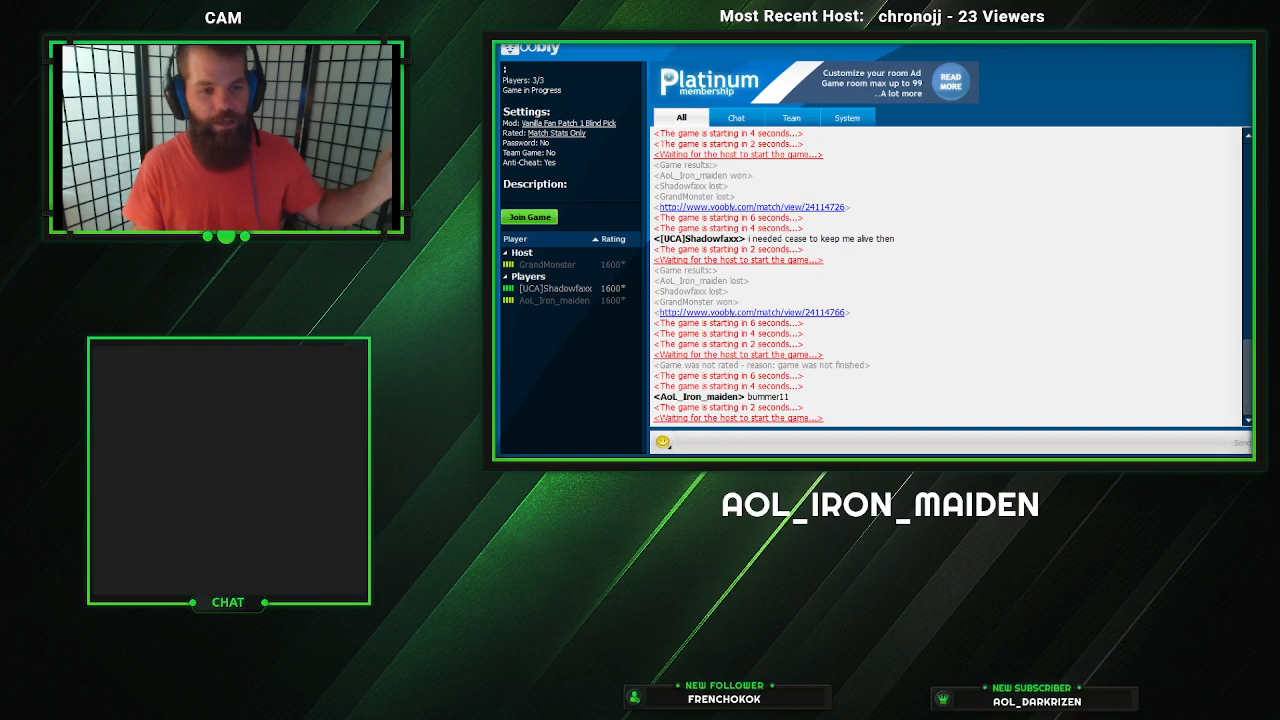 CAM
Most Recent Host: chronojj - 23 Viewers
oobly
:
Players: 3/3
Game in Progress
Settings:
Mod: Vanilla Fan Patch 1 Blind Pick
Rated: Match Stats Only
Password: No
Team Game: No
Anti-Cheat: Yes
Description:
Join Game
Player Rating
Host
GrandMonster 1600*
Players
[UCA]Shadowfaxx 1600*
AoL_Iron_maiden 1600*
Platinum
membership
Customize your room Ad
Game room max up to 99
..A lot more
READ
MORE
All Chat Team System
<The game is starting in 4 seconds...>
<The game is starting in 2 seconds...>
<Waiting for the host to start the game...>
<Game results:>
<AoL_Iron_maiden won>
<Shadowfaxx lost>
<GrandMonster lost>
<http://www.voobly.com/match/view/24114726>
<The game is starting in 6 seconds...>
<The game is starting in 4 seconds...>
<[UCA]Shadowfaxx> i needed cease to keep me alive then
<The game is starting in 2 seconds...>
<Waiting for the host to start the game...>
<Game results:>
<AoL_Iron_maiden lost>
<Shadowfaxx lost>
<GrandMonster won>
<http://www.voobly.com/match/view/24114766>
<The game is starting in 6 seconds...>
<The game is starting in 4 seconds...>
<The game is starting in 2 seconds...>
<Waiting for the host to start the game...>
<Game was not rated - reason: game was not finished>
<The game is starting in 6 seconds...>
<The game is starting in 4 seconds...>
<AoL_Iron_maiden> bummer11
<The game is starting in 2 seconds...>
<Waiting for the host to start the game...>
Send
AOL_IRON_MAIDEN
CHAT
NEW FOLLOWER
FRENCHOKOK
NEW SUBSCRIBER
AOL_DARKRIZEN